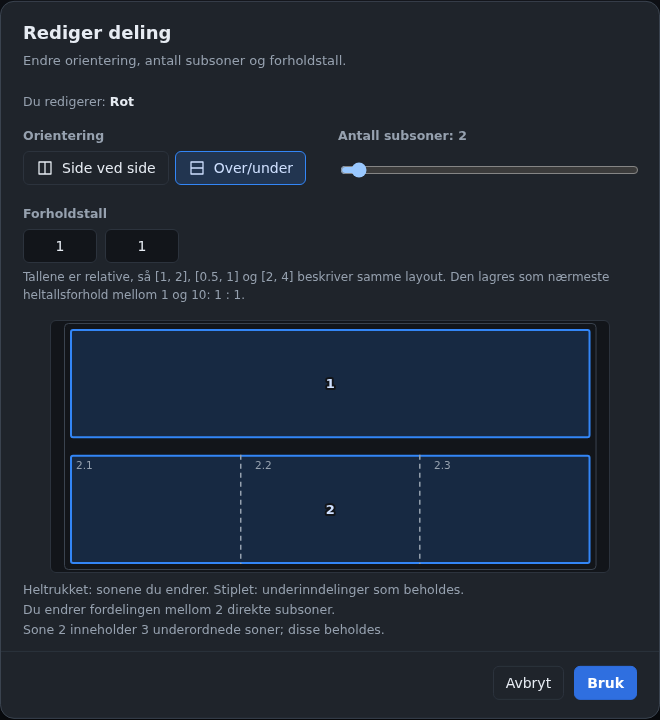 Rediger deling
Endre orientering, antall subsoner og forholdstall.
Du redigerer: Rot
Orientering
Antall subsoner: 2
Side ved side
Over/under
Forholdstall
1
1
Tallene er relative, så [1, 2], [0.5, 1] og [2, 4] beskriver samme layout. Den lagres som nærmeste
heltallsforhold mellom 1 og 10: 1 : 1.
1
2.1
2.2
2.3
2
Heltrukket: sonene du endrer. Stiplet: underinndelinger som beholdes.
Du endrer fordelingen mellom 2 direkte subsoner.
Sone 2 inneholder 3 underordnede soner; disse beholdes.
Avbryt
Bruk